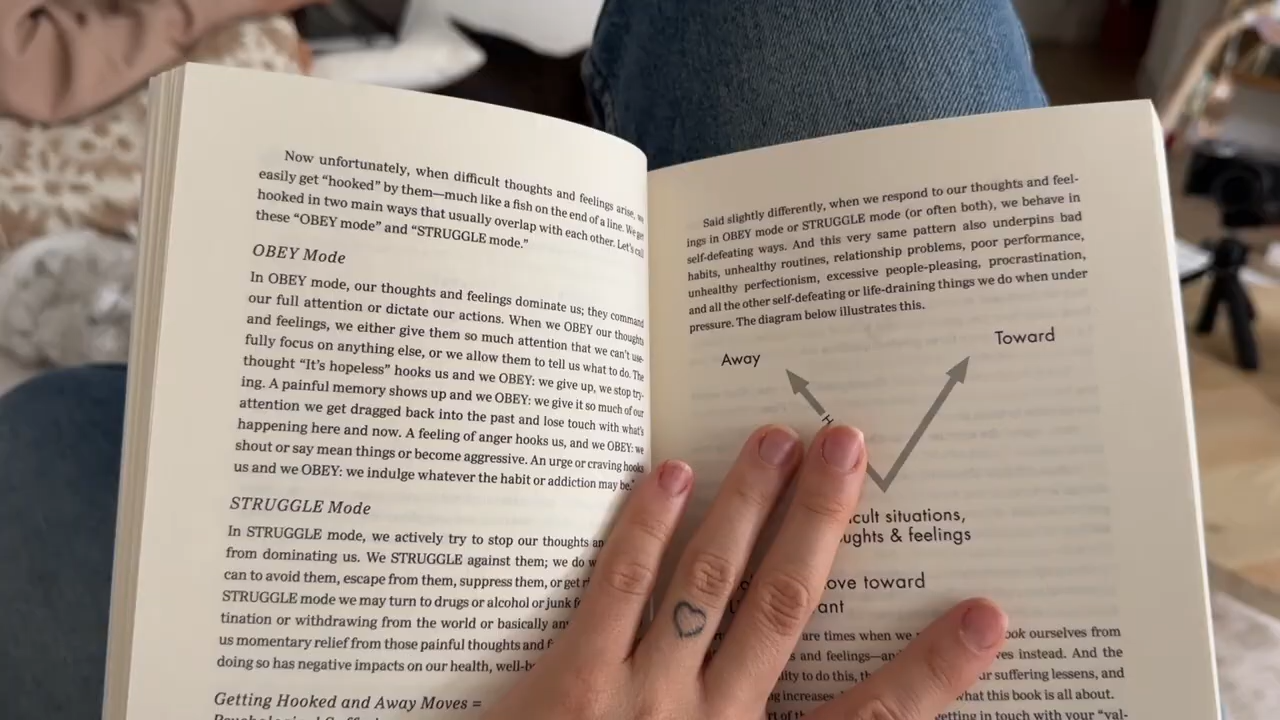 Now unfortunately, when difficult thoughts and feelings arise, we
easily get “hooked” by them—much like a fish on the end of a line. We get
hooked in two main ways that usually overlap with each other. Let’s call
these “OBEY mode” and “STRUGGLE mode.”
OBEY Mode
In OBEY mode, our thoughts and feelings dominate us; they command
our full attention or dictate our actions. When we OBEY our thoughts
and feelings, we either give them so much attention that we can’t use-
fully focus on anything else, or we allow them to tell us what to do. The
thought “It’s hopeless” hooks us and we OBEY: we give up, we stop try-
ing. A painful memory shows up and we OBEY: we give it so much of our
attention we get dragged back into the past and lose touch with what’s
happening here and now. A feeling of anger hooks us, and we OBEY: we
shout or say mean things or become aggressive. An urge or craving hooks
us and we OBEY: we indulge whatever the habit or addiction may be.
STRUGGLE Mode
In STRUGGLE mode, we actively try to stop our thoughts
from dominating us. We STRUGGLE against them; we do
can to avoid them, escape from them, suppress them, or get
STRUGGLE mode we may turn to drugs or alcohol or junk
tination or withdrawing from the world or basically
us momentary relief from those painful thoughts and
doing so has negative impacts on our health,
Getting Hooked and Away Moves =
Said slightly differently, when we respond to our thoughts and feel-
ings in OBEY mode or STRUGGLE mode (or often both), we behave in
self-defeating ways. And this very same pattern also underpins bad
habits, unhealthy routines, relationship problems, poor performance,
unhealthy perfectionism, excessive people-pleasing, procrastination,
and all the other self-defeating or life-draining things we do when under
pressure. The diagram below illustrates this.
Away
Toward
situations,
& feelings
toward
are times when we ourselves from
and instead. And the
to do this, suffering lessens, and
increases what this book is all about.
getting in touch with your “val-